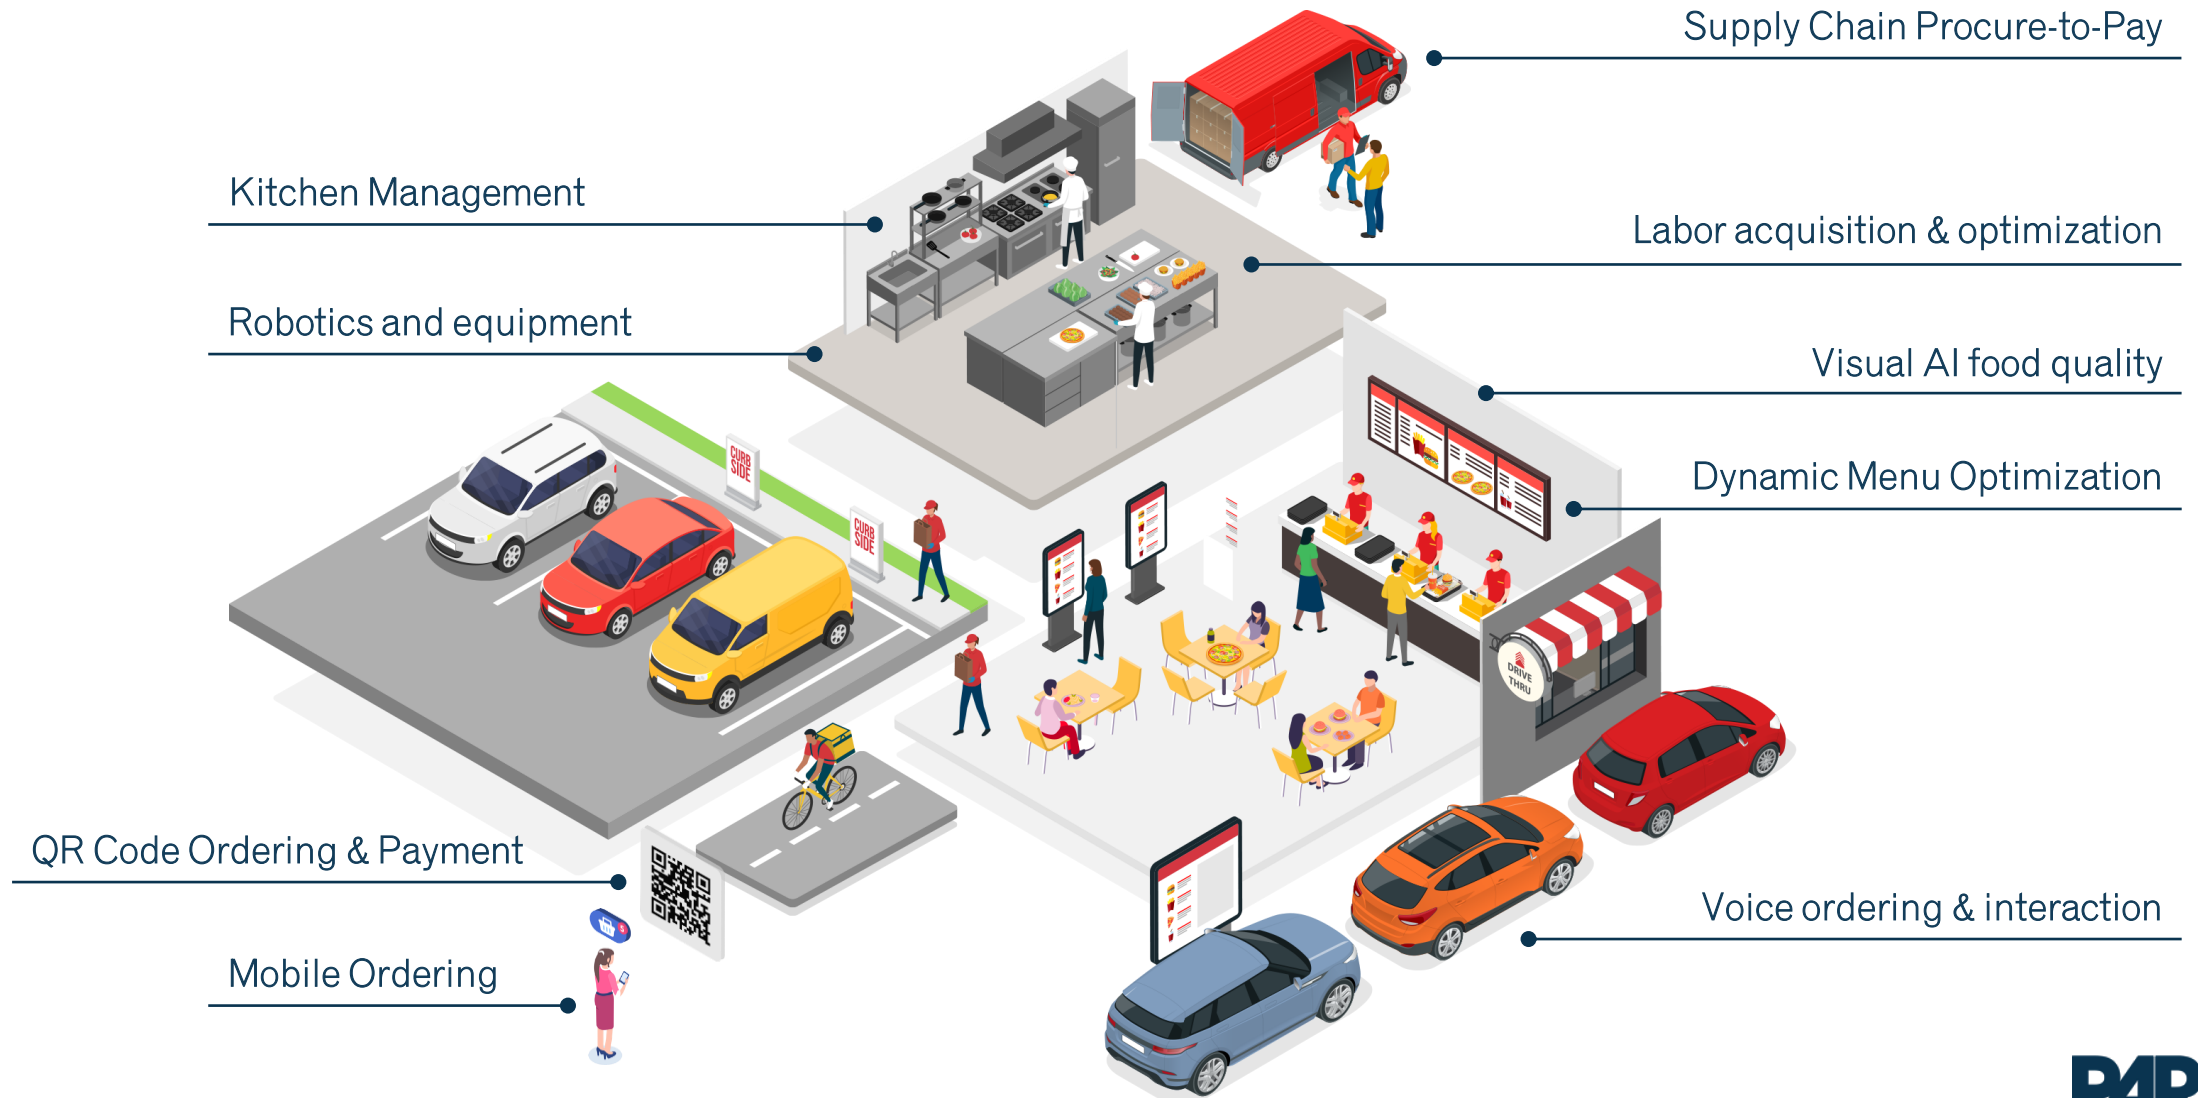 Supply Chain Procure-to-Pay
Kitchen Management
Labor acquisition & optimization
Robotics and equipment
Visual AI food quality
Dynamic Menu Optimization
CURB
SIDE
CURB
SIDE
DRIVE
THRU
QR Code Ordering & Payment
5
Voice ordering & interaction
Mobile Ordering